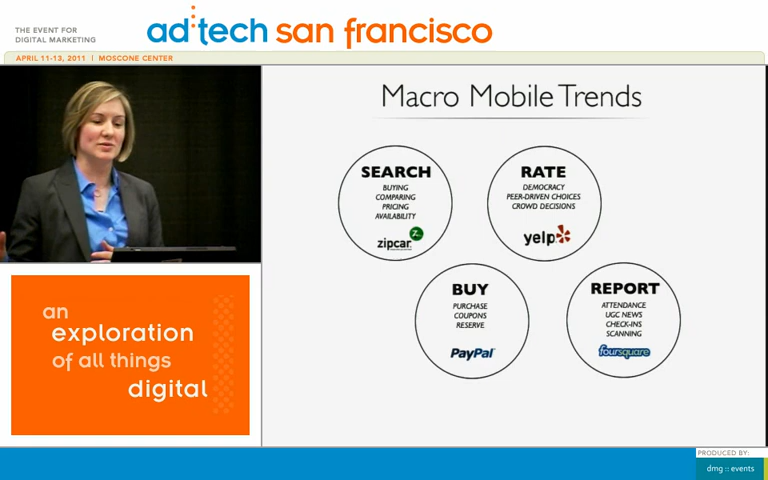 THE EVENT FOR
DIGITAL MARKETING
ad:tech san francisco
APRIL 11-13, 2011 | MOSCONE CENTER
Macro Mobile Trends
SEARCH
BUYING
COMPARING
PRICING
AVAILABILITY
zipcar
RATE
DEMOCRACY
PEER-DRIVEN CHOICES
CROWD DECISIONS
yelp
BUY
PURCHASE
COUPONS
RESERVE
PayPal
REPORT
ATTENDANCE
UGC NEWS
CHECK-INS
SCANNING
foursquare
an
exploration
of all things
digital
PRODUCED BY:
dmg :: events